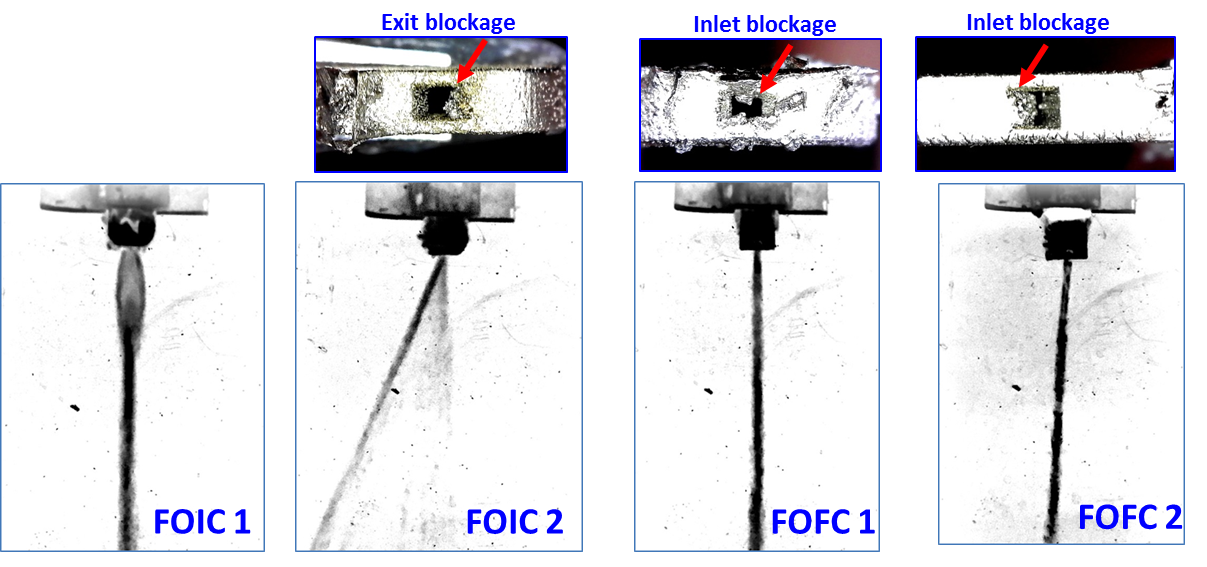 Exit blockage
Inlet blockage
Inlet blockage
FOIC 1
FOIC 2
FOFC 1
FOFC 2